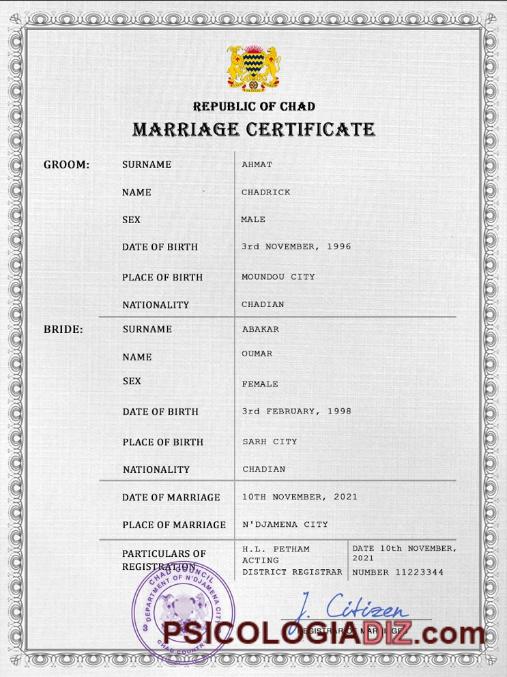 REPUBLIC OF CHAD
MARRIAGE CERTIFICATE
GROOM: SURNAME AHMAT
NAME CHADRICK
SEX MALE
DATE OF BIRTH 3rd NOVEMBER, 1996
PLACE OF BIRTH MOUNDOU CITY
NATIONALITY CHADIAN
BRIDE: SURNAME ABAKAR
NAME OUMAR
SEX FEMALE
DATE OF BIRTH 3rd FEBRUARY, 1998
PLACE OF BIRTH SARH CITY
NATIONALITY CHADIAN
DATE OF MARRIAGE 10TH NOVEMBER, 2021
PLACE OF MARRIAGE N'DJAMENA CITY
PARTICULARS OF
REGISTRATION
H.L. PETHAM
ACTING
DISTRICT REGISTRAR
DATE 10th NOVEMBER,
2021
NUMBER 11223344
CHAD COUNCIL
DEPARTMENT OF N'DJAMENA CITY
3
CHAD COUNTR
J. Citizen
PSICOLOGIADIZ.com